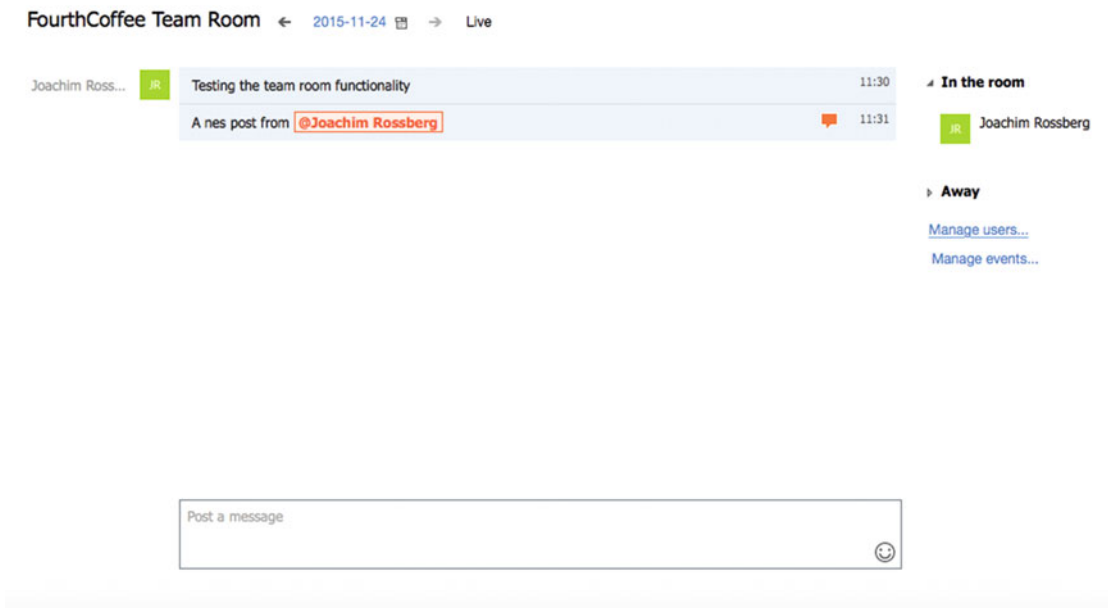 FourthCoffee Team Room ← 2015-11-24 → Live
Joachim Ross... JR Testing the team room functionality 11:30
A nes post from @Joachim Rossberg 11:31
In the room
JR Joachim Rossberg
Away
Manage users...
Manage events...
Post a message